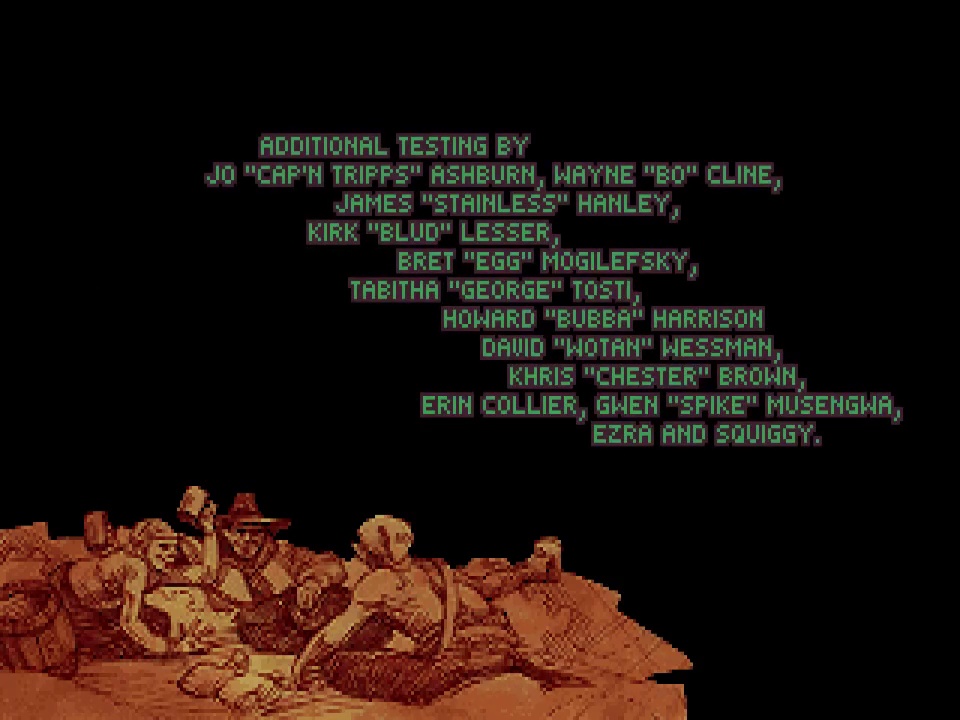 ADDITIONAL TESTING BY
JO "CAP'N TRIPPS" ASHBURN, WAYNE "BO" CLINE,
JAMES "STAINLESS" HANLEY,
KIRK "BLUD" LESSER,
BRET "EGG" MOGILEFSKY,
TABITHA "GEORGE" TOSTI,
HOWARD "BUBBA" HARRISON
DAVID "WOTAN" WESSMAN,
KHRIS "CHESTER" BROWN,
ERIN COLLIER, GWEN "SPIKE" MUSENGWA,
EZRA AND SQUIGGY.